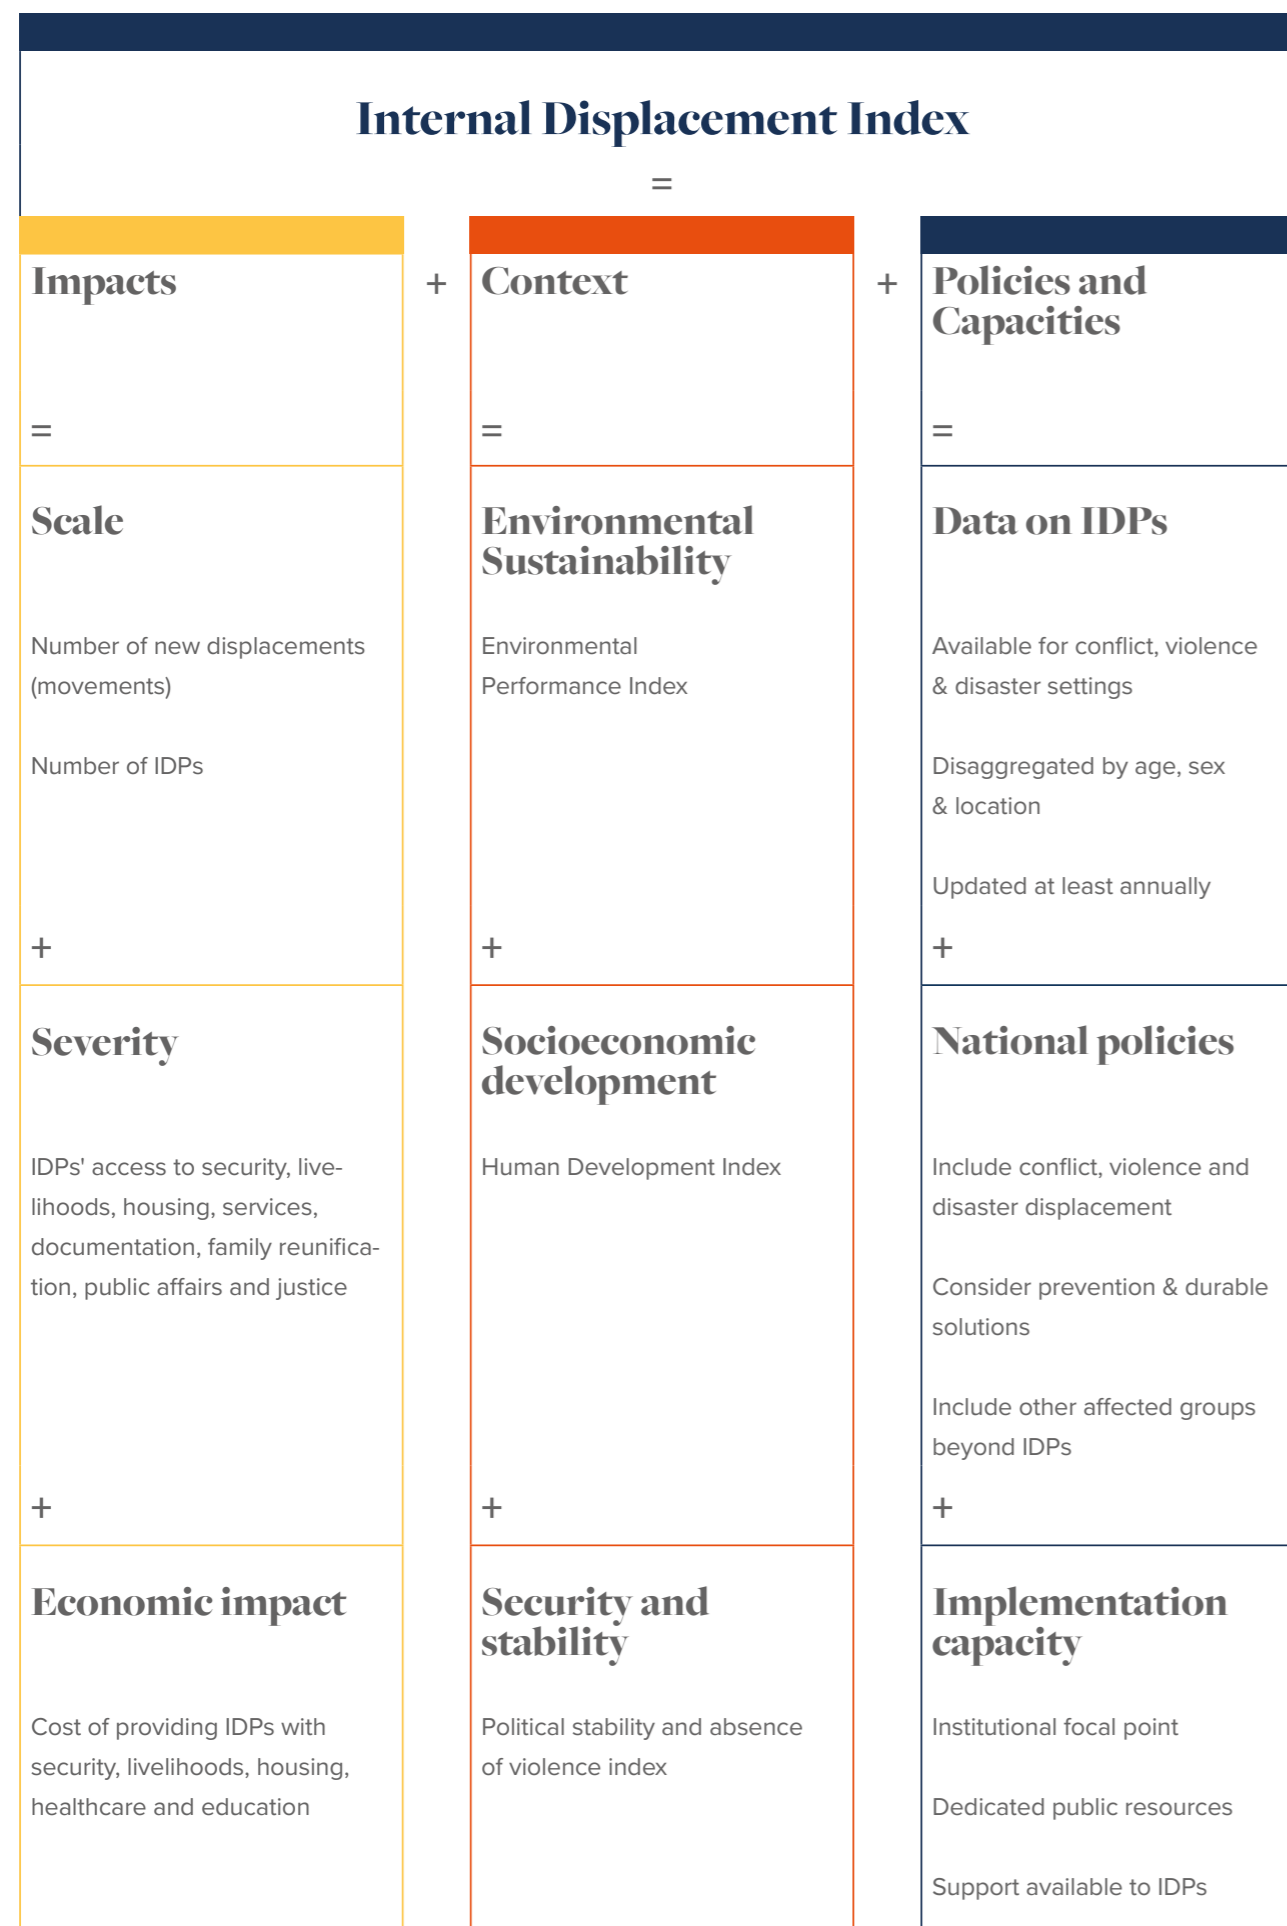 Internal Displacement Index
=
Impacts
=
+
Context
=
+
Policies and
Capacities
=
Scale
Number of new displacements
(movements)
Number of IDPs
+
Environmental
Sustainability
Environmental
Performance Index
+
Data on IDPs
Available for conflict, violence
& disaster settings
Disaggregated by age, sex
& location
Updated at least annually
+
Severity
IDPs' access to security, live-
lihoods, housing, services,
documentation, family reunifica-
tion, public affairs and justice
+
Socioeconomic
development
Human Development Index
+
National policies
Include conflict, violence and
disaster displacement
Consider prevention & durable
solutions
Include other affected groups
beyond IDPs
+
Economic impact
Cost of providing IDPs with
security, livelihoods, housing,
healthcare and education
Security and
stability
Political stability and absence
of violence index
Implementation
capacity
Institutional focal point
Dedicated public resources
Support available to IDPs